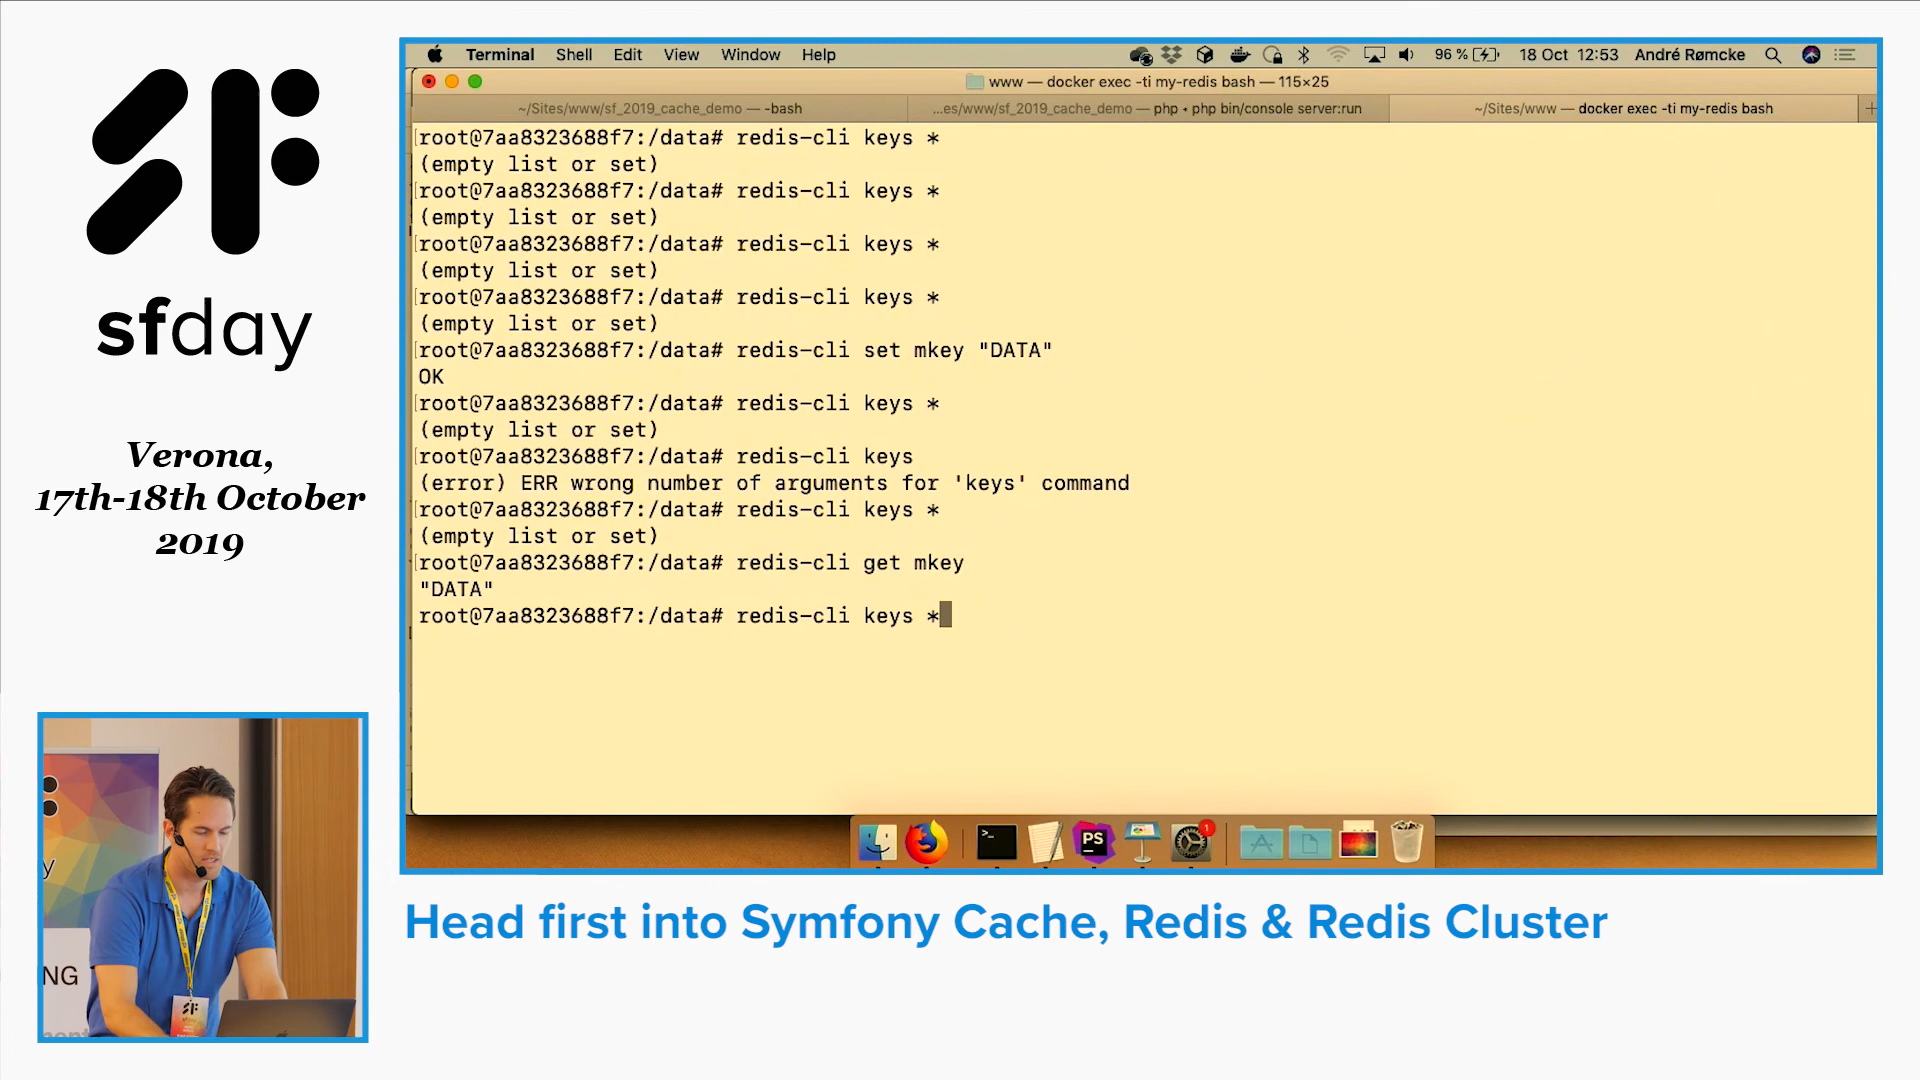 sfday
Verona,
17th-18th October
2019
Terminal Shell Edit View Window Help
96 % 18 Oct 12:53 André Rømcke
www — docker exec -ti my-redis bash — 115×25
~/Sites/www/sf_2019_cache_demo — -bash
...es/www/sf_2019_cache_demo — php • php bin/console server:run
~/Sites/www — docker exec -ti my-redis bash
[root@7aa8323688f7:/data# redis-cli keys *
(empty list or set)
[root@7aa8323688f7:/data# redis-cli keys *
(empty list or set)
[root@7aa8323688f7:/data# redis-cli keys *
(empty list or set)
[root@7aa8323688f7:/data# redis-cli keys *
(empty list or set)
[root@7aa8323688f7:/data# redis-cli set mkey "DATA"
OK
[root@7aa8323688f7:/data# redis-cli keys *
(empty list or set)
[root@7aa8323688f7:/data# redis-cli keys
(error) ERR wrong number of arguments for 'keys' command
[root@7aa8323688f7:/data# redis-cli keys *
(empty list or set)
[root@7aa8323688f7:/data# redis-cli get mkey
"DATA"
root@7aa8323688f7:/data# redis-cli keys *
PS
1
y
NG
Head first into Symfony Cache, Redis & Redis Cluster